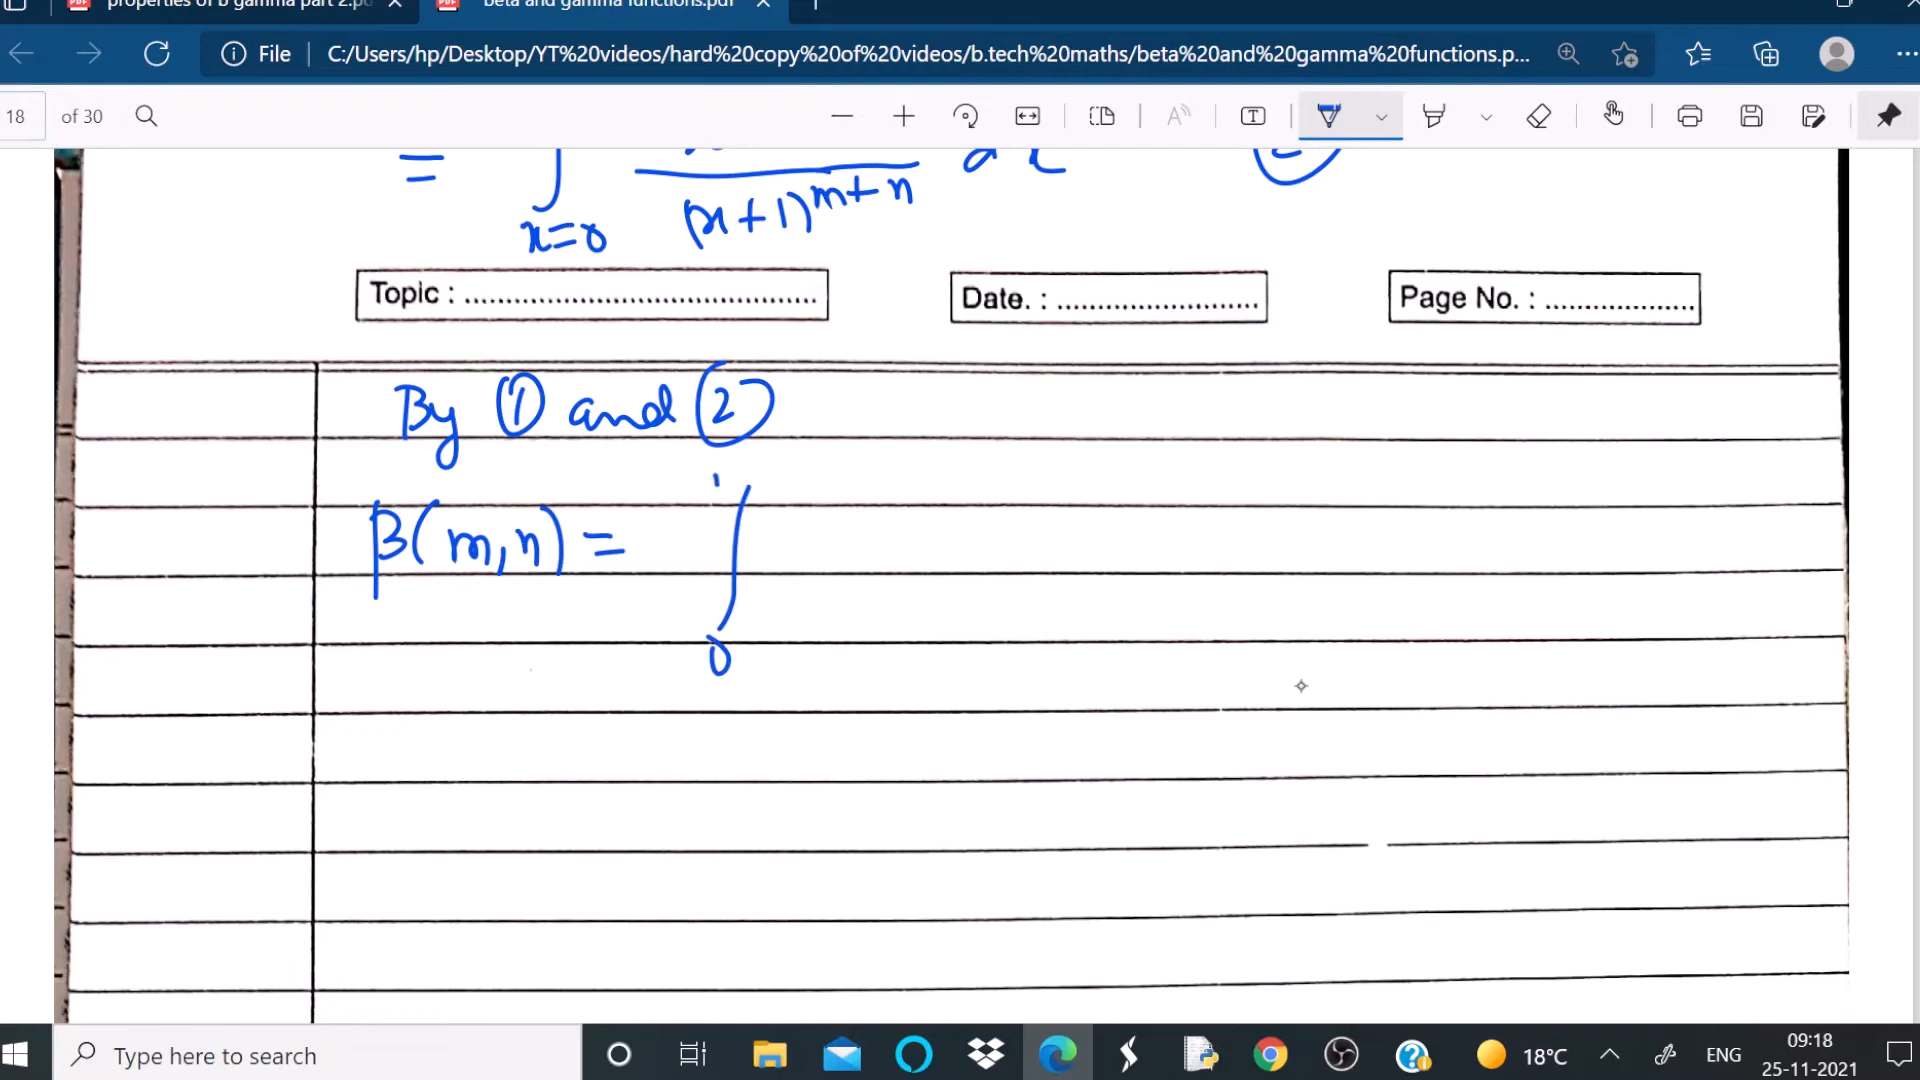 properties of b gamma part 2.pd
beta and gamma functions.pdf
File C:/Users/hp/Desktop/YT%20videos/hard%20copy%20of%20videos/b.tech%20maths/beta%20and%20gamma%20functions.p...
18 of 30
= ∫ dx
(x+1)^{m+n}
x=0
Topic : ............................................ Date. : ......................... Page No. : ..................
By ① and ②
1
β(m,n) = ∫
0
Type here to search
18°C ENG 09:18
25-11-2021